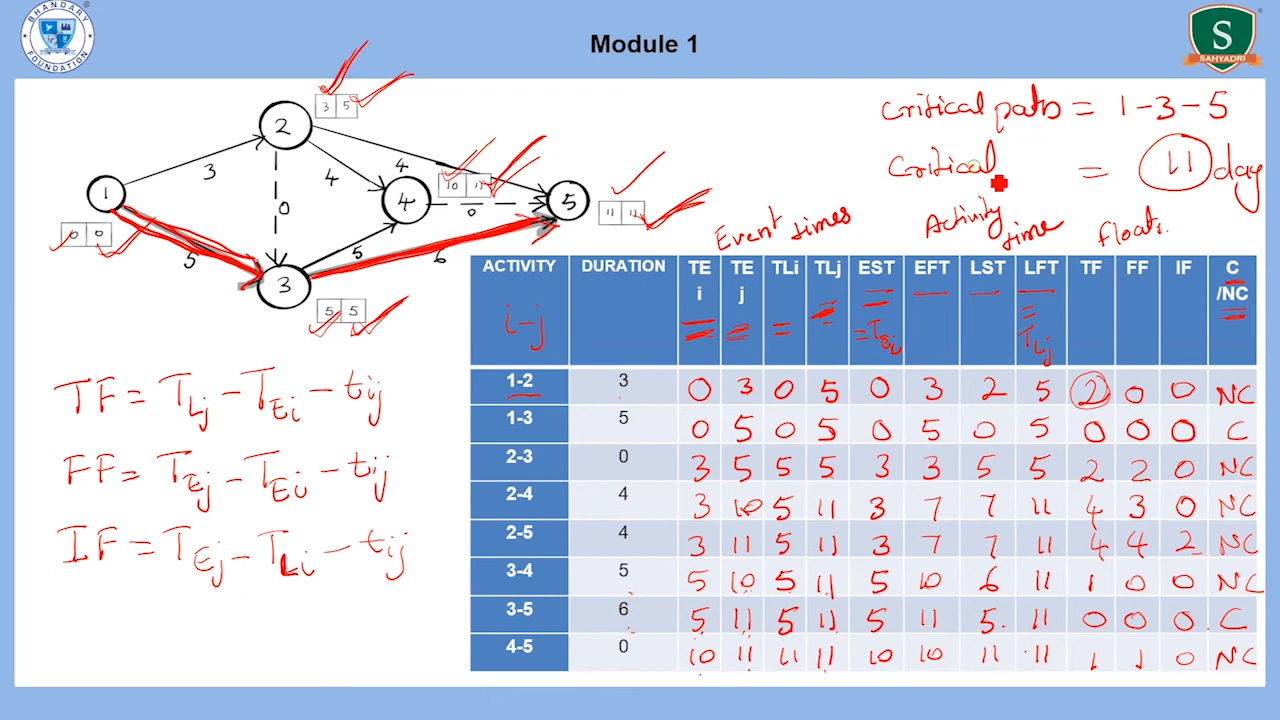 BHANDARY
FOUNDATION
Module 1
S
SAHYADRI
Critical path = 1-3-5
Critical = 11 day
Event times
Activity time
Floats.
1
2
3
4
5
3
5
0
4
4
5
6
0
0 0
3 5
5 5
10 11
11 11
TF = TLj - TEi - tij
FF = TEj - TEi - tij
IF = TEj - TLi - tij
ACTIVITY DURATION TE i TE j TLi TLj EST EFT LST LFT TF FF IF C /NC
i-j =TEi = TLj
1-2 3 0 3 0 5 0 3 2 5 2 0 0 NC
1-3 5 0 5 0 5 0 5 0 5 0 0 0 C
2-3 0 3 5 5 5 3 3 5 5 2 2 0 NC
2-4 4 3 10 5 11 3 7 7 11 4 3 0 NC
2-5 4 3 11 5 11 3 7 7 11 4 4 2 NC
3-4 5 5 10 5 11 5 10 6 11 1 0 0 NC
3-5 6 5 11 5 11 5 11 5 11 0 0 0 C
4-5 0 10 11 11 11 10 10 11 11 1 1 0 NC